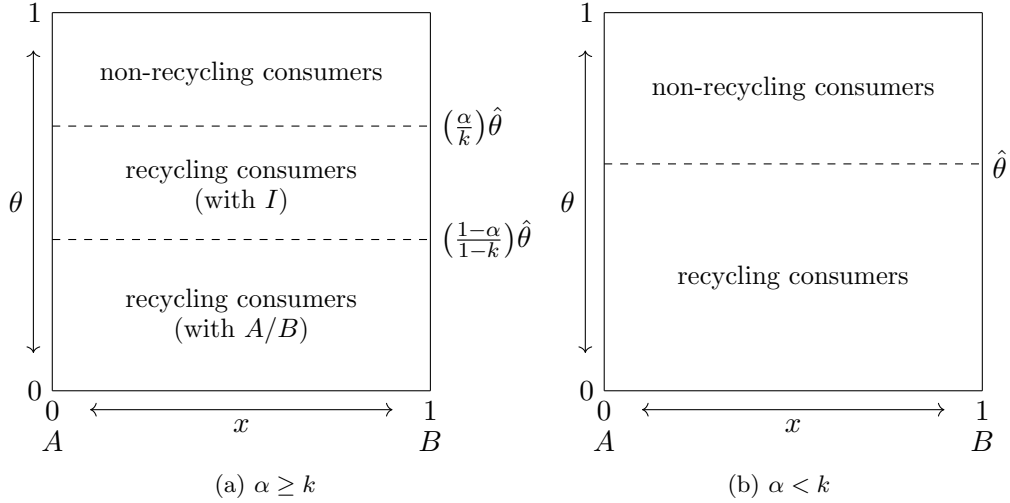 1
non-recycling consumers
(α/k)θ̂
recycling consumers
(with I)
θ
((1−α)/(1−k))θ̂
recycling consumers
(with A/B)
0
0
x
1
A
B
(a) α ≥ k
1
non-recycling consumers
θ̂
θ
recycling consumers
0
0
x
1
A
B
(b) α < k